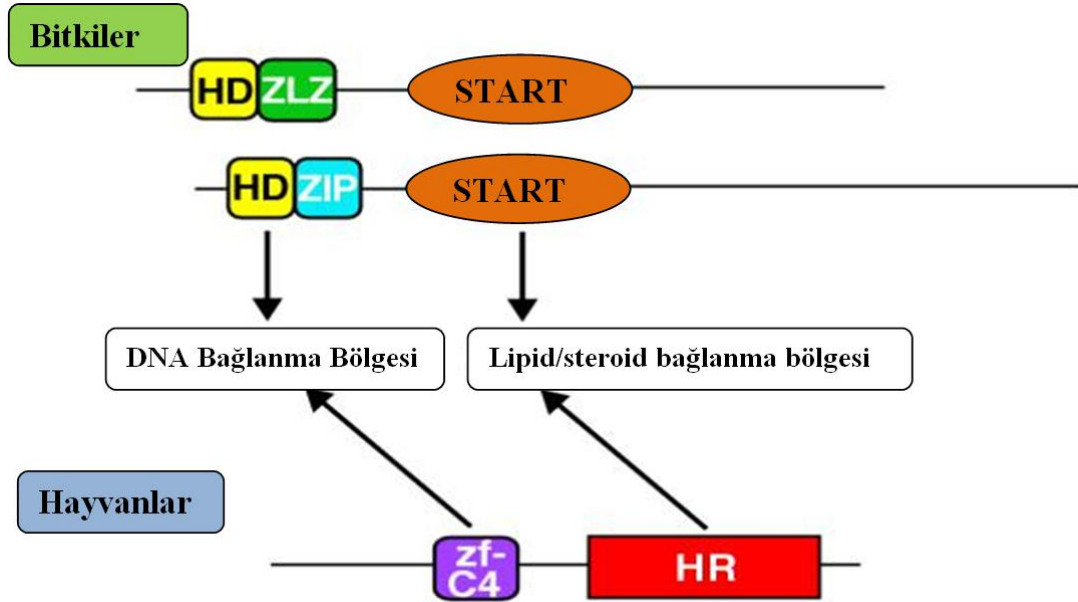 Bitkiler
HD ZLZ START
HD ZIP START
DNA Bağlanma Bölgesi
Lipid/steroid bağlanma bölgesi
Hayvanlar
zf-
C4
HR